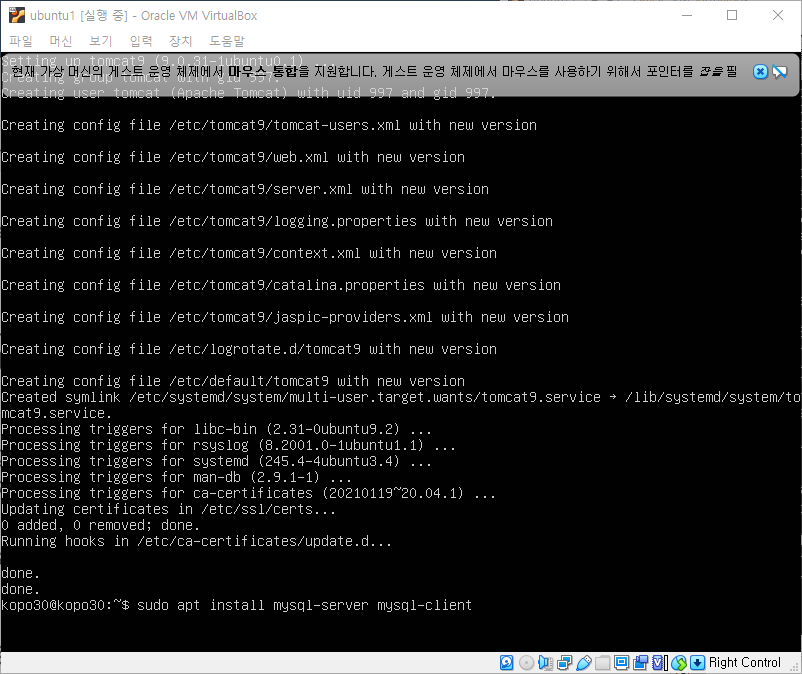 ubuntu1 [실행 중] - Oracle VM VirtualBox
파일 머신 보기 입력 장치 도움말
Setting up tomcat9 (9.0.31-1ubuntu0.1) ...
현재 가상 머신의 게스트 운영 체제에서 마우스 통합을 지원합니다. 게스트 운영 체제에서 마우스를 사용하기 위해서 포인터를 잡을 필
Creating group tomcat with gid 997.
Creating user tomcat (Apache Tomcat) with uid 997 and gid 997.
Creating config file /etc/tomcat9/tomcat-users.xml with new version
Creating config file /etc/tomcat9/web.xml with new version
Creating config file /etc/tomcat9/server.xml with new version
Creating config file /etc/tomcat9/logging.properties with new version
Creating config file /etc/tomcat9/context.xml with new version
Creating config file /etc/tomcat9/catalina.properties with new version
Creating config file /etc/tomcat9/jaspic-providers.xml with new version
Creating config file /etc/logrotate.d/tomcat9 with new version
Creating config file /etc/default/tomcat9 with new version
Created symlink /etc/systemd/system/multi-user.target.wants/tomcat9.service → /lib/systemd/system/to
mcat9.service.
Processing triggers for libc-bin (2.31-0ubuntu9.2) ...
Processing triggers for rsyslog (8.2001.0-1ubuntu1.1) ...
Processing triggers for systemd (245.4-4ubuntu3.4) ...
Processing triggers for man-db (2.9.1-1) ...
Processing triggers for ca-certificates (20210119~20.04.1) ...
Updating certificates in /etc/ssl/certs...
0 added, 0 removed; done.
Running hooks in /etc/ca-certificates/update.d...
done.
done.
kopo30@kopo30:~$ sudo apt install mysql-server mysql-client
Right Control